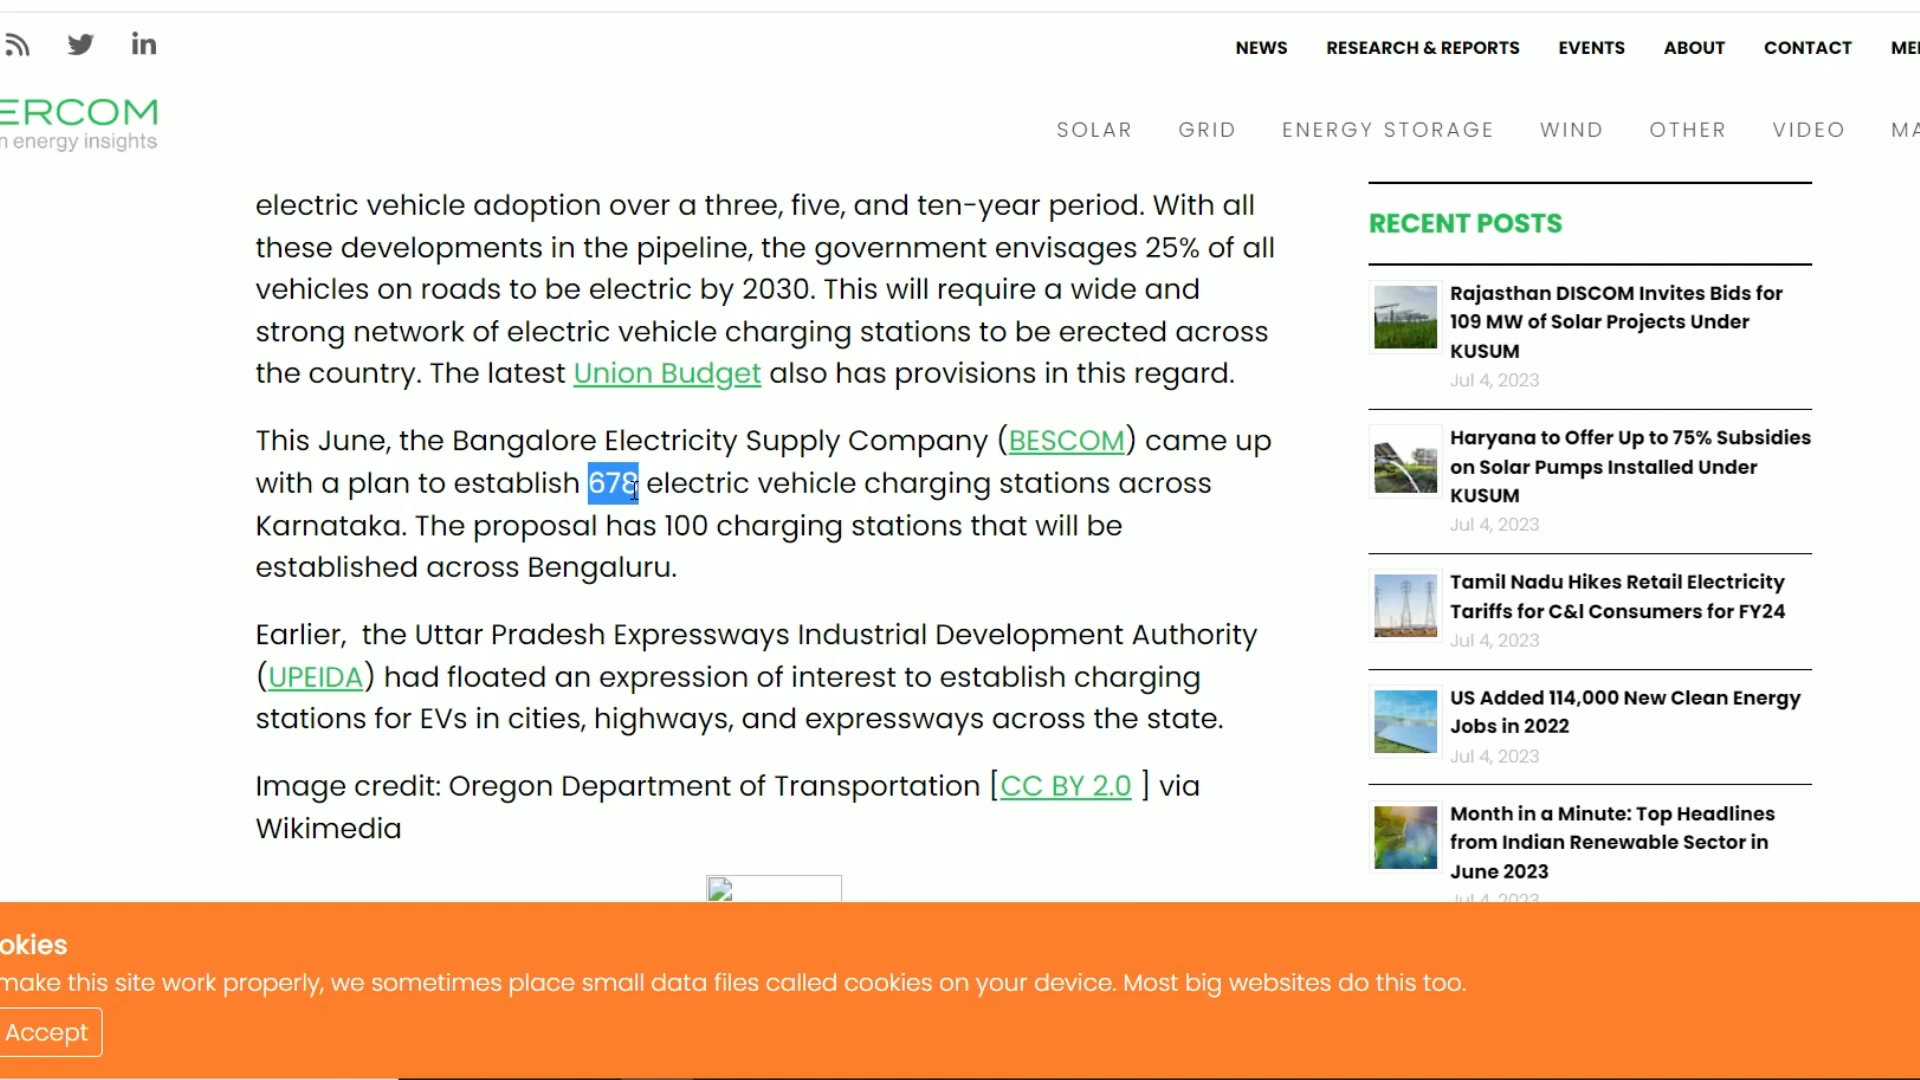 in
NEWS RESEARCH & REPORTS EVENTS ABOUT CONTACT
ERCOM
energy insights
SOLAR GRID ENERGY STORAGE WIND OTHER VIDEO
electric vehicle adoption over a three, five, and ten-year period. With all
these developments in the pipeline, the government envisages 25% of all
vehicles on roads to be electric by 2030. This will require a wide and
strong network of electric vehicle charging stations to be erected across
the country. The latest Union Budget also has provisions in this regard.
This June, the Bangalore Electricity Supply Company (BESCOM) came up
with a plan to establish 678 electric vehicle charging stations across
Karnataka. The proposal has 100 charging stations that will be
established across Bengaluru.
Earlier, the Uttar Pradesh Expressways Industrial Development Authority
(UPEIDA) had floated an expression of interest to establish charging
stations for EVs in cities, highways, and expressways across the state.
Image credit: Oregon Department of Transportation [CC BY 2.0 ] via
Wikimedia
RECENT POSTS
Rajasthan DISCOM Invites Bids for
109 MW of Solar Projects Under
KUSUM
Jul 4, 2023
Haryana to Offer Up to 75% Subsidies
on Solar Pumps Installed Under
KUSUM
Jul 4, 2023
Tamil Nadu Hikes Retail Electricity
Tariffs for C&I Consumers for FY24
Jul 4, 2023
US Added 114,000 New Clean Energy
Jobs in 2022
Jul 4, 2023
Month in a Minute: Top Headlines
from Indian Renewable Sector in
June 2023
Jul 4, 2023
okies
make this site work properly, we sometimes place small data files called cookies on your device. Most big websites do this too.
Accept